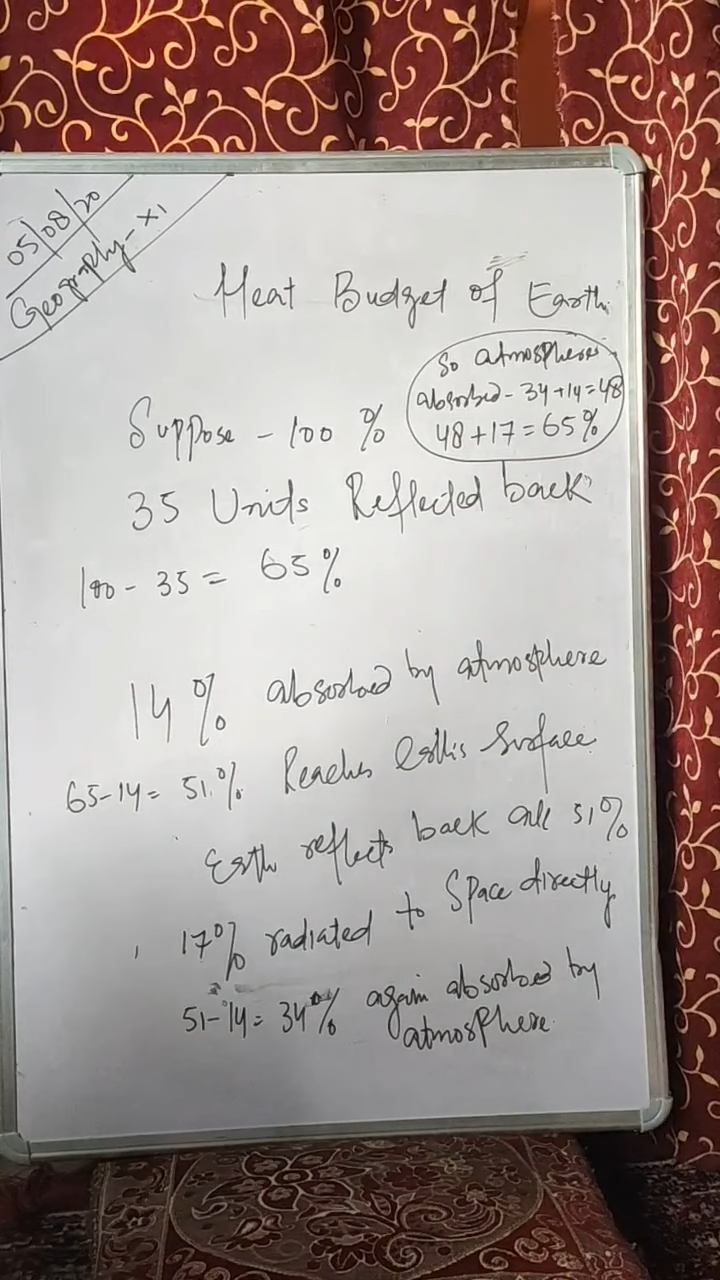 05/08/20
Geography - XI
Heat Budget of Earth
So atmosphere
absorbed - 34+14=48
48+17=65%
Suppose - 100 %
35 Units Reflected back
100 - 35 = 65%
14% absorbed by atmosphere
65-14= 51% Reaches Eaths Surface
Earth reflects back all 51%
17% radiated to Space directly
51-14= 34% again absorbed by
atmosphere